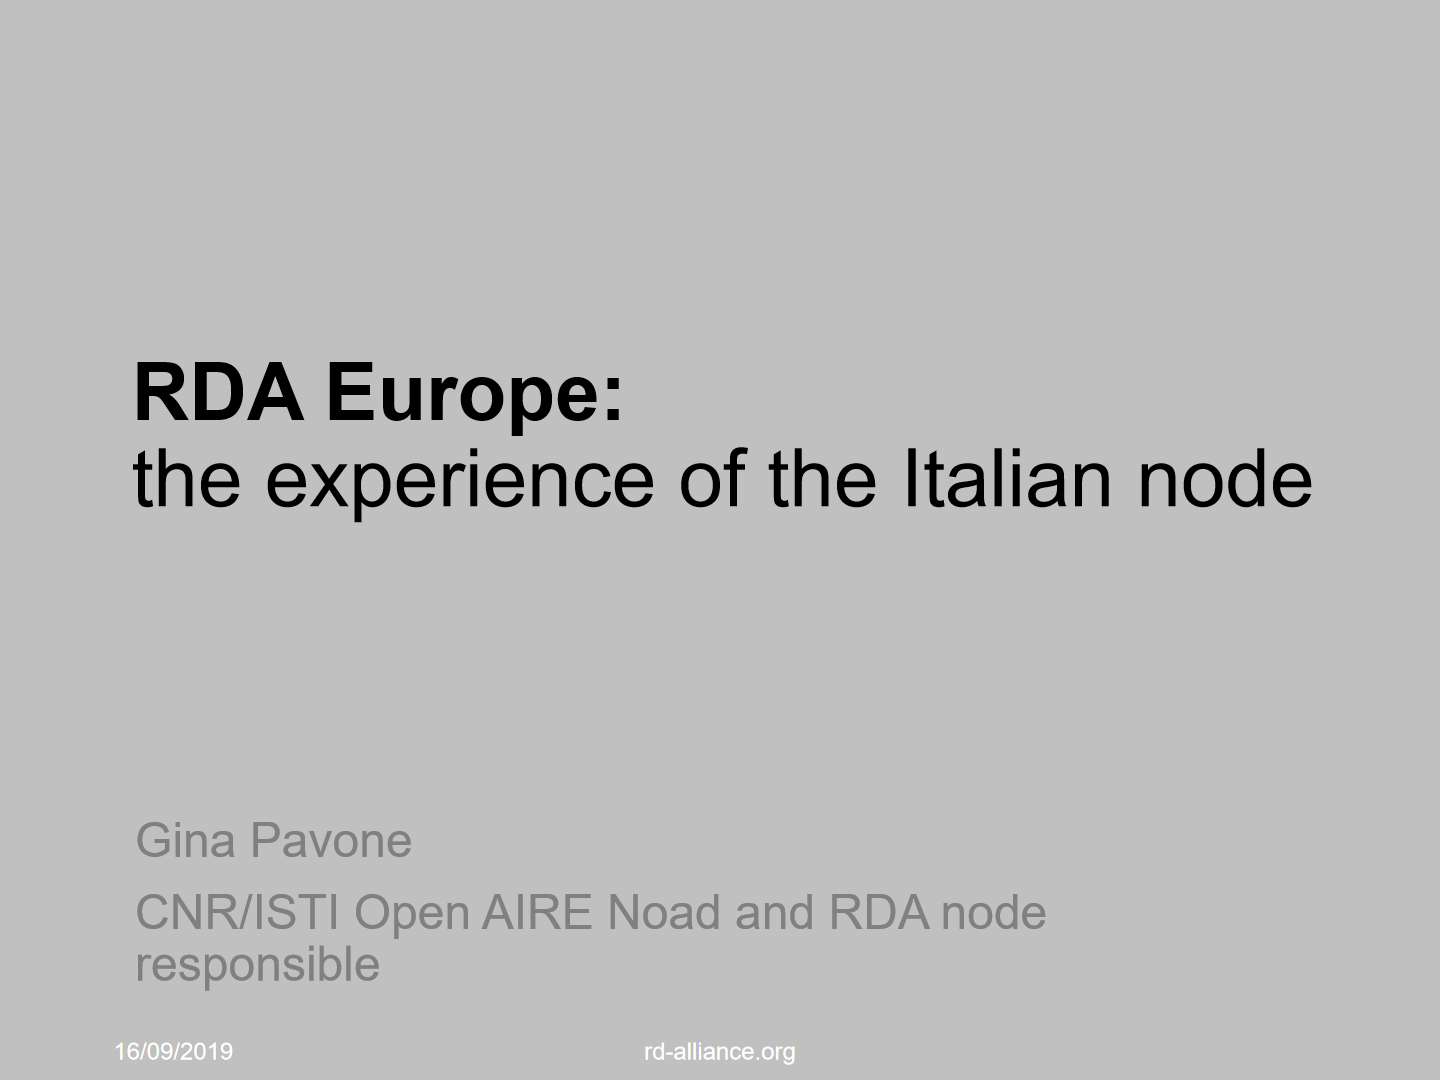 RDA Europe:
the experience of the Italian node
Gina Pavone
CNR/ISTI Open AIRE Noad and RDA node
responsible
16/09/2019
rd-alliance.org